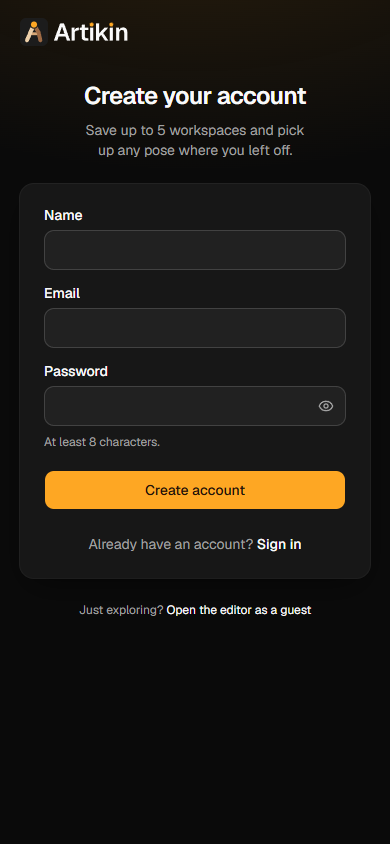 Artikin
Create your account
Save up to 5 workspaces and pick
up any pose where you left off.
Name
Email
Password
At least 8 characters.
Create account
Already have an account? Sign in
Just exploring? Open the editor as a guest